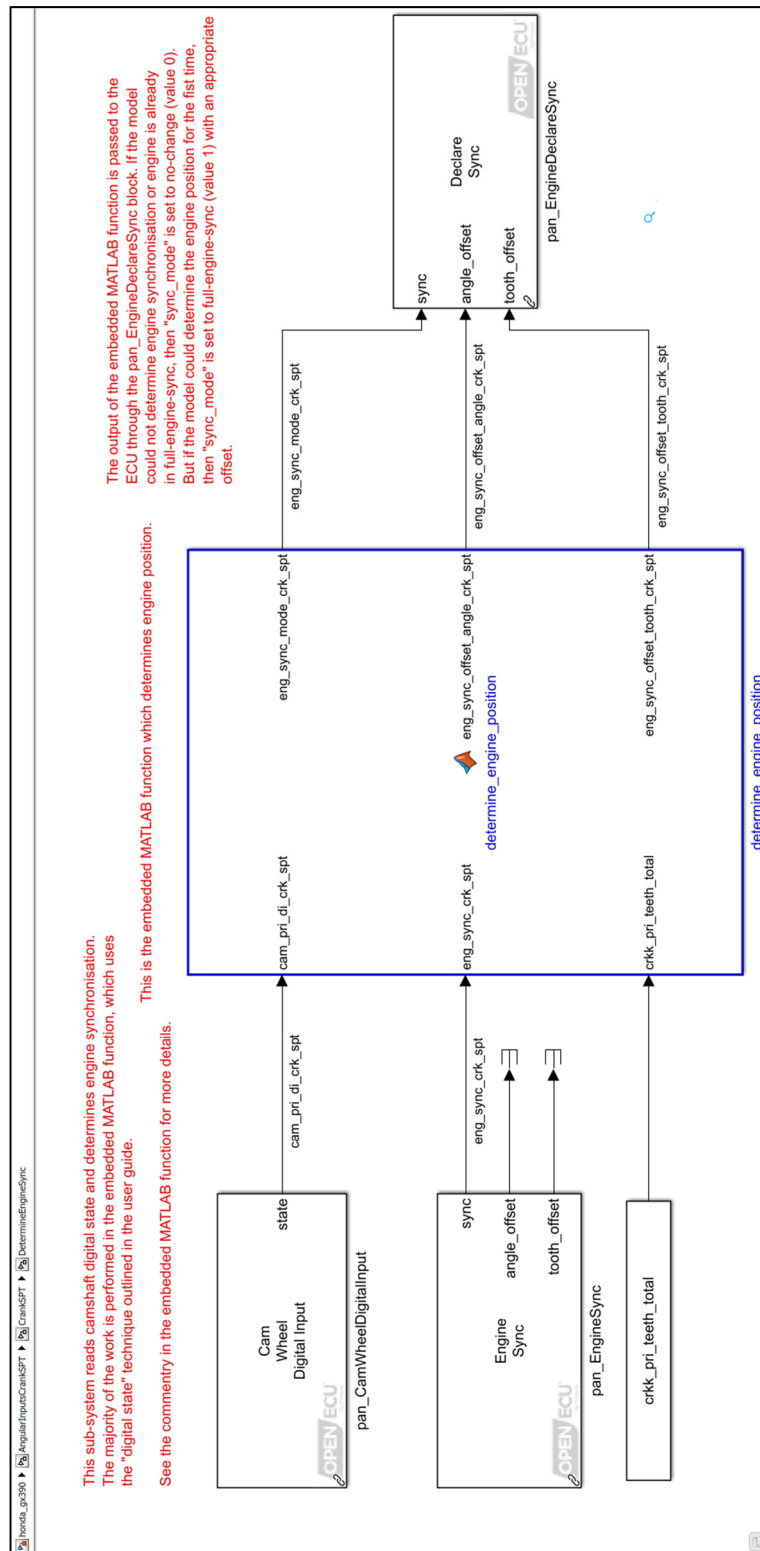 honda_gx390 AngularInputsCrankSPT CrankSPT DetermineEngineSync
This sub-system reads camshaft digital state and determines engine synchronisation.
The majority of the work is performed in the embedded MATLAB function, which uses
the "digital state" technique outlined in the user guide.
See the commentry in the embedded MATLAB function for more details.
This is the embedded MATLAB function which determines engine position.
The output of the embedded MATLAB function is passed to the
ECU through the pan_EngineDeclareSync block. If the model
could not determine engine synchronisation or engine is already
in full-engine-sync, then "sync_mode" is set to no-change (value 0).
But if the model could determine the engine position for the fist time,
then "sync_mode" is set to full-engine-sync (value 1) with an appropriate
offset.
Cam
Wheel
Digital Input
state
OPEN ECU
pan_CamWheelDigitalInput
cam_pri_di_crk_spt
Engine
Sync
sync
angle_offset
tooth_offset
OPEN ECU
pan_EngineSync
eng_sync_crk_spt
crkk_pri_teeth_total
cam_pri_di_crk_spt
eng_sync_crk_spt
crkk_pri_teeth_total
determine_engine_position
eng_sync_mode_crk_spt
eng_sync_offset_angle_crk_spt
eng_sync_offset_tooth_crk_spt
determine_engine_position
eng_sync_mode_crk_spt
eng_sync_offset_angle_crk_spt
eng_sync_offset_tooth_crk_spt
sync
angle_offset
tooth_offset
Declare
Sync
OPEN ECU
pan_EngineDeclareSync